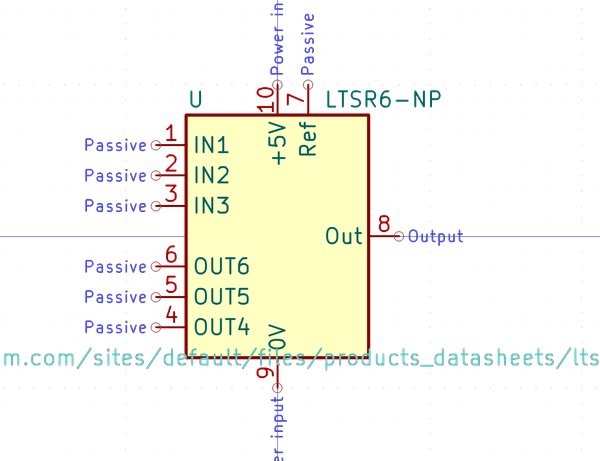 Power in
Passive
10
7
U
LTSR6-NP
+5V
Ref
Passive 1 IN1
Passive 2 IN2
Passive 3 IN3
Out 8 Output
Passive 6 OUT6
Passive 5 OUT5
Passive 4 OUT4
0V
m.com/sites/default/files/products_datasheets/lts
9
er input